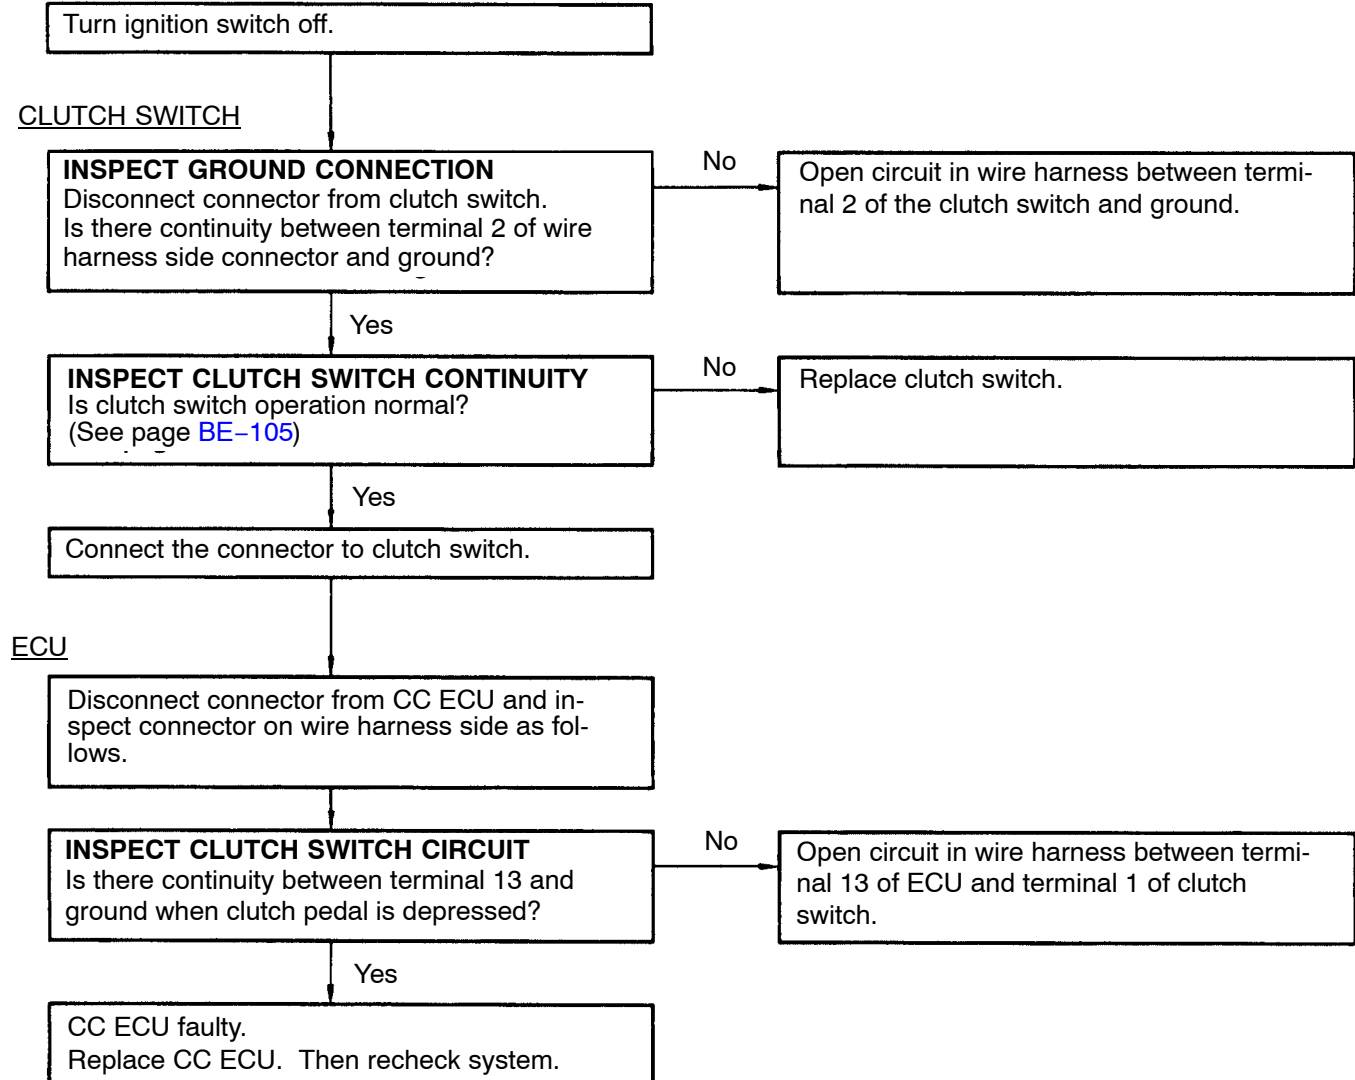 Turn ignition switch off.
CLUTCH SWITCH
INSPECT GROUND CONNECTION
Disconnect connector from clutch switch.
Is there continuity between terminal 2 of wire
harness side connector and ground?
No
Open circuit in wire harness between termi-
nal 2 of the clutch switch and ground.
Yes
INSPECT CLUTCH SWITCH CONTINUITY
Is clutch switch operation normal?
(See page BE−105)
No
Replace clutch switch.
Yes
Connect the connector to clutch switch.
ECU
Disconnect connector from CC ECU and in-
spect connector on wire harness side as fol-
lows.
INSPECT CLUTCH SWITCH CIRCUIT
Is there continuity between terminal 13 and
ground when clutch pedal is depressed?
No
Open circuit in wire harness between termi-
nal 13 of ECU and terminal 1 of clutch
switch.
Yes
CC ECU faulty.
Replace CC ECU.  Then recheck system.